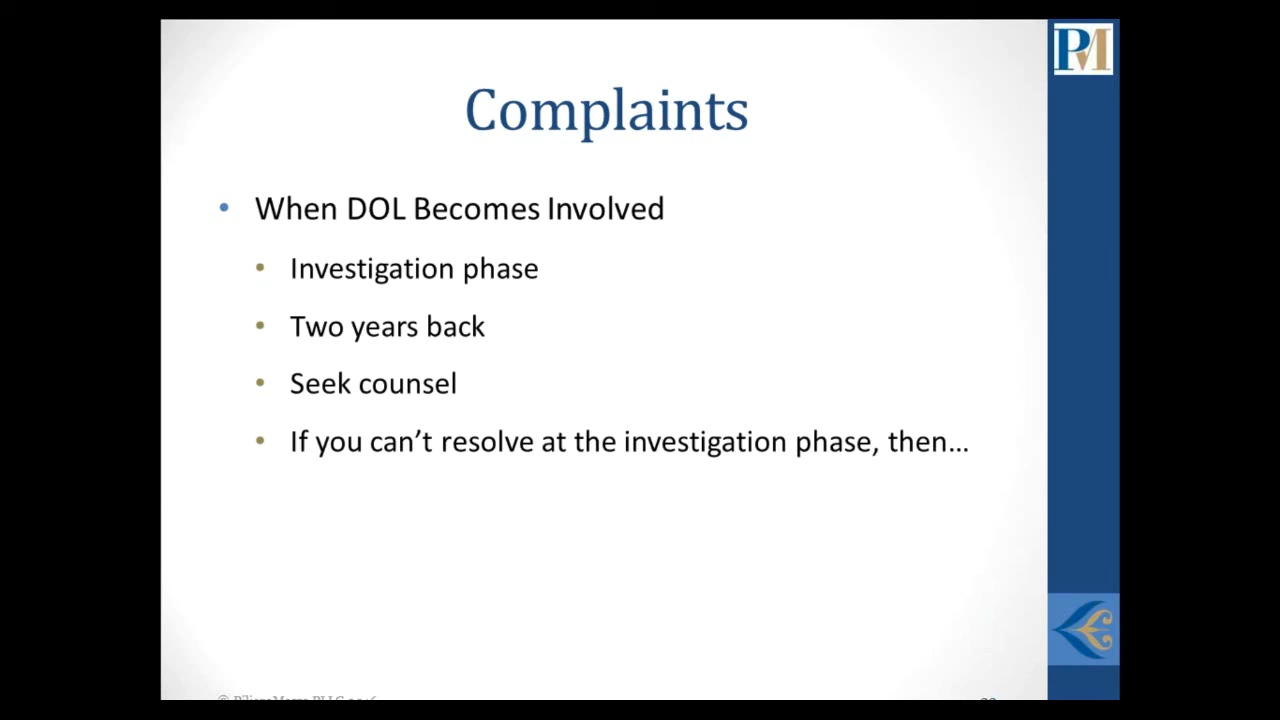 PM
Complaints
• When DOL Becomes Involved
• Investigation phase
• Two years back
• Seek counsel
• If you can’t resolve at the investigation phase, then…